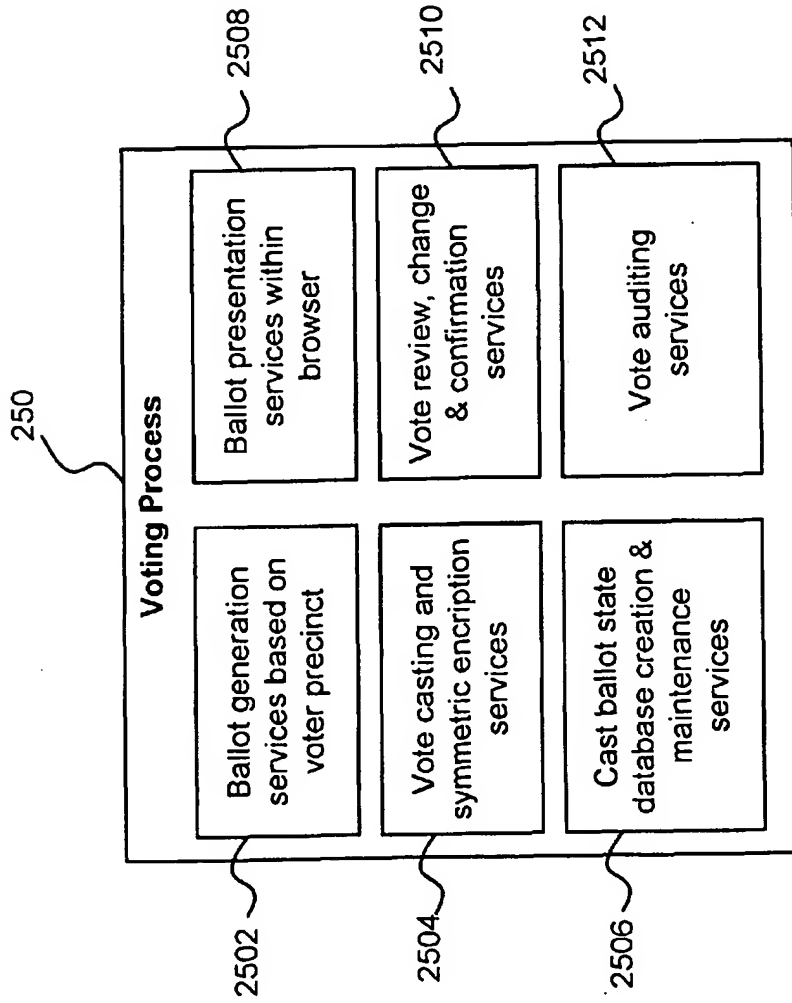 250
Voting Process
2502
Ballot generation
services based on
voter precinct
2508
Ballot presentation
services within
browser
2504
Vote casting and
symmetric encription
services
2510
Vote review, change
& confirmation
services
2506
Cast ballot state
database creation &
maintenance
services
2512
Vote auditing
services